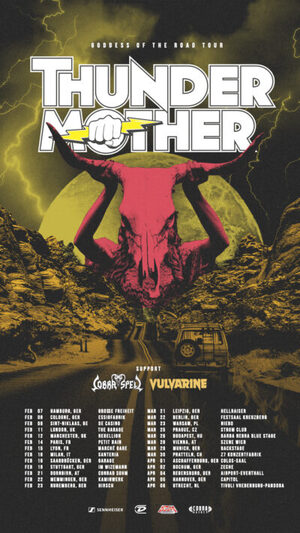 GODDESS OF THE ROAD TOUR
THUNDER
MOTHER
SUPPORT
COBRA SPELL
VULVARINE
FEB 07 HAMBURG, GER GROSSE FREIHEIT
FEB 08 COLOGNE, GER ESSIGFABRIK
FEB 09 SINT-NIKLAAS, BE DE CASINO
FEB 11 LONDON, UK THE GARAGE
FEB 12 MANCHESTER, UK REBELLION
FEB 14 PARIS, FR PETIT BAIN
FEB 15 LYON, FR MARCHÉ GARE
FEB 16 MILAN, IT SANTERIA
FEB 18 SAARBRÜCKEN, GER GARAGE
FEB 19 STUTTGART, GER IM WIZEMANN
FEB 21 DORNBIRN, AT CONRAD SOHM
FEB 22 MEMMINGEN, GER KAMINWERK
FEB 23 NUREMBERG, GER HIRSCH
MAR 21 LEIPZIG, GER HELLRAISER
MAR 22 BERLIN, GER FESTSAAL KREUZBERG
MAR 23 WARSAW, PL NIEBO
MAR PRAGUE, CZ STORM CLUB
MAR BUDAPEST, HU BARBA NEGRA BLUE STAGE
MAR VIENNA, AT SZENE WIEN
MAR 29 MUNICH, GER BACKSTAGE
MAR 30 PRATTELN, CH Z7 KONZERTFABRIK
APR 01 ASCHAFFENBURG, GER COLOS-SAAL
APR 02 BOCHUM, GER ZECHE
APR 04 REGENSBURG, GER AIRPORT-EVENTHALL
APR 05 HANNOVER, GER CAPITOL
APR 06 UTRECHT, NL TIVOLI VREDENBURG-PANDORA
SENNHEISER